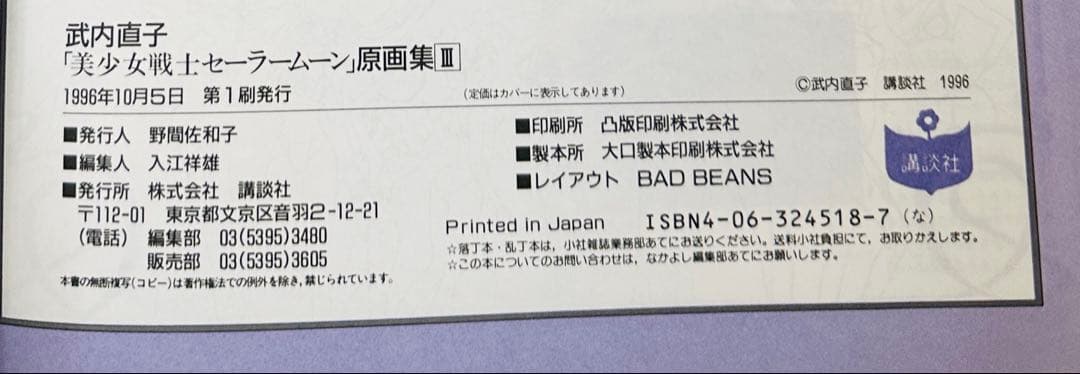 武内直子
「美少女戦士セーラームーン」原画集Ⅲ
1996年10月5日 第1刷発行
(定価はカバーに表示してあります)
©武内直子 講談社 1996
■発行人 野間佐和子
■編集人 入江祥雄
■発行所 株式会社 講談社
〒112-01 東京都文京区音羽2-12-21
(電話) 編集部 03(5395)3480
販売部 03(5395)3605
本書の無断複写(コピー)は著作権法での例外を除き,禁じられています。
■印刷所 凸版印刷株式会社
■製本所 大口製本印刷株式会社
■レイアウト BAD BEANS
講談社
Printed in Japan ISBN4-06-324518-7 (な)
☆落丁本・乱丁本は,小社雑誌業務部あてにお送りください。送料小社負担にて,お取りかえします。
☆この本についてのお問い合わせは,なかよし編集部あてにお願いします。